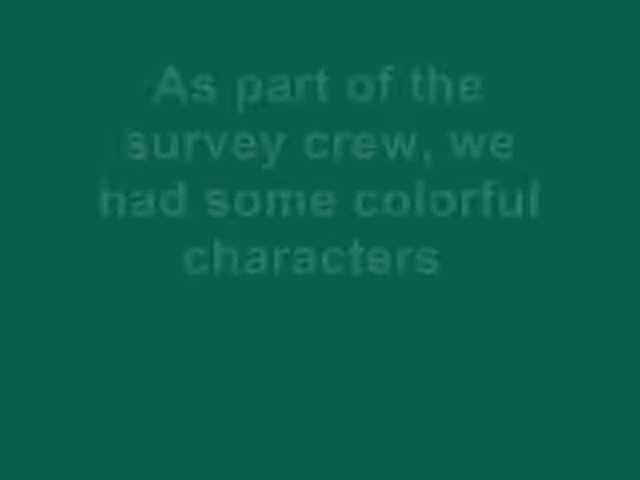 As part of the
survey crew, we
had some colorful
characters